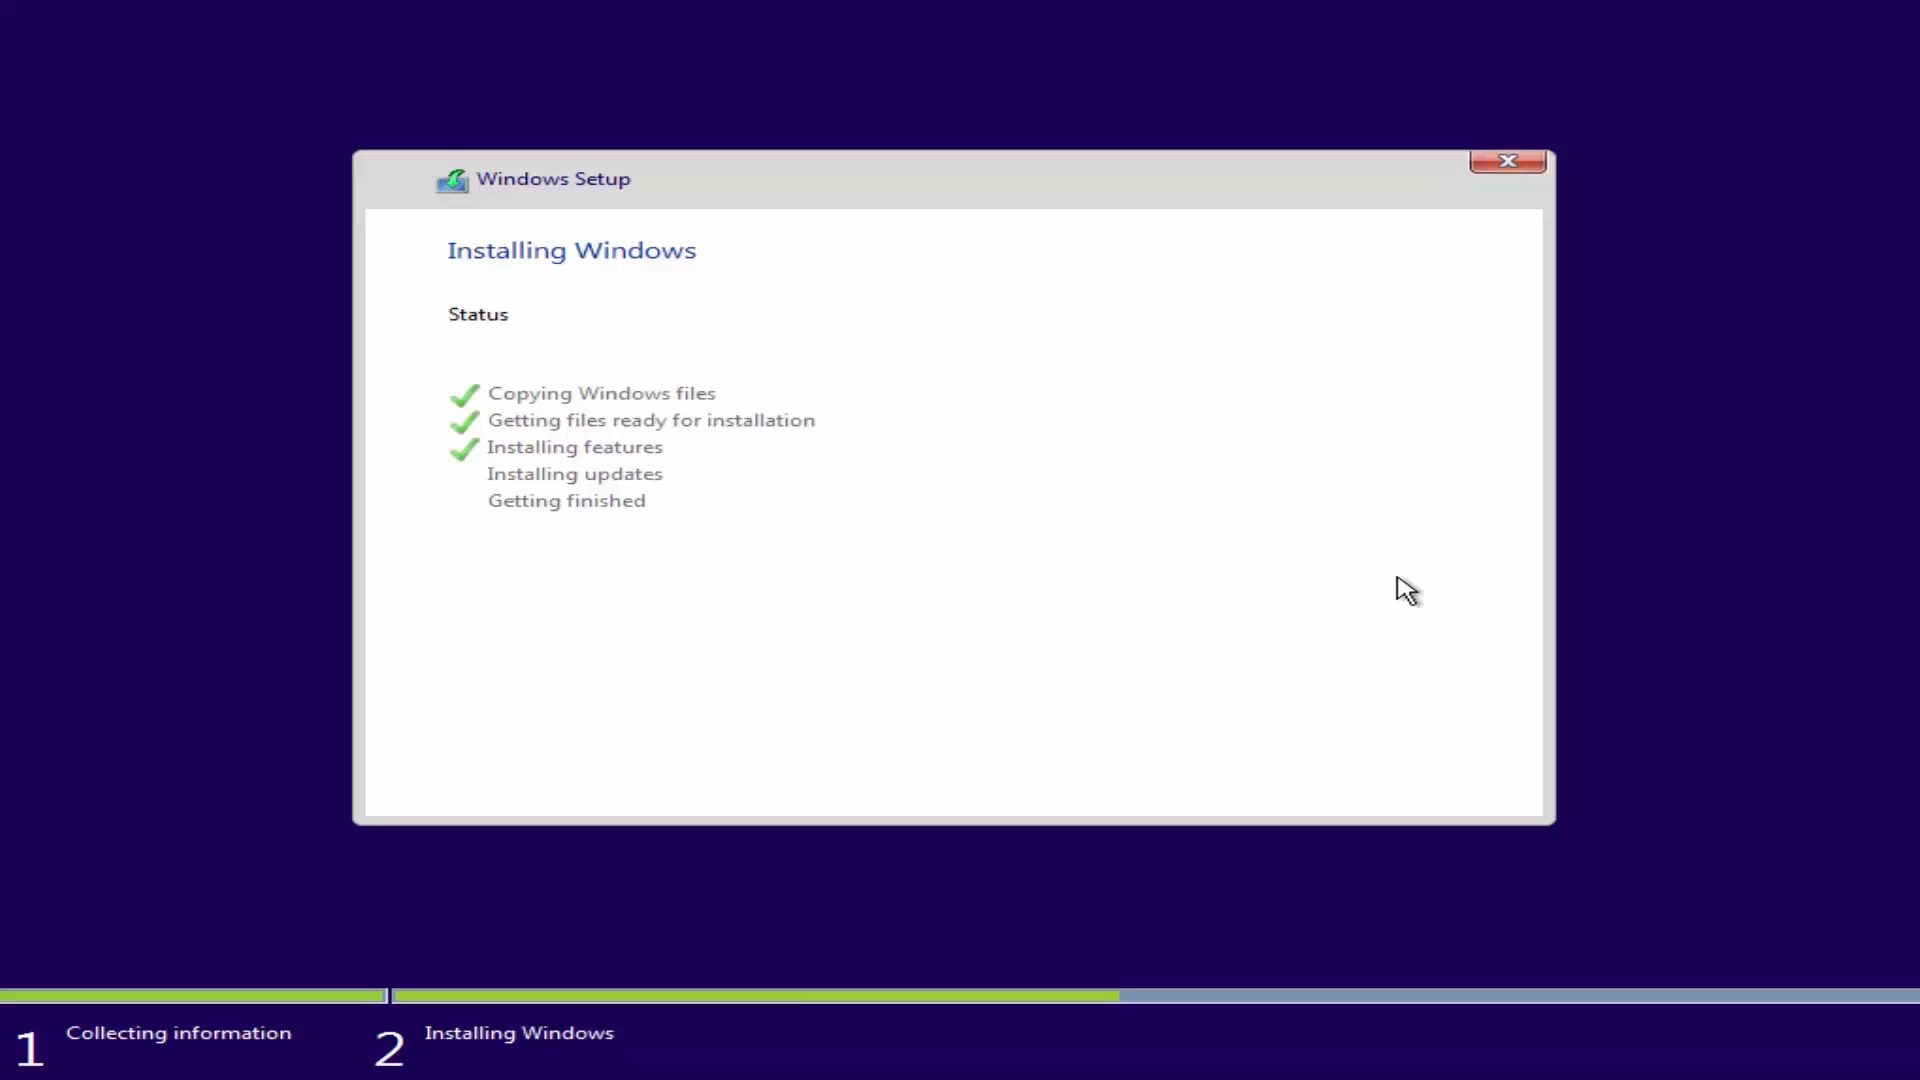 Windows Setup
Installing Windows
Status
Copying Windows files
Getting files ready for installation
Installing features
Installing updates
Getting finished
1 Collecting information
2 Installing Windows